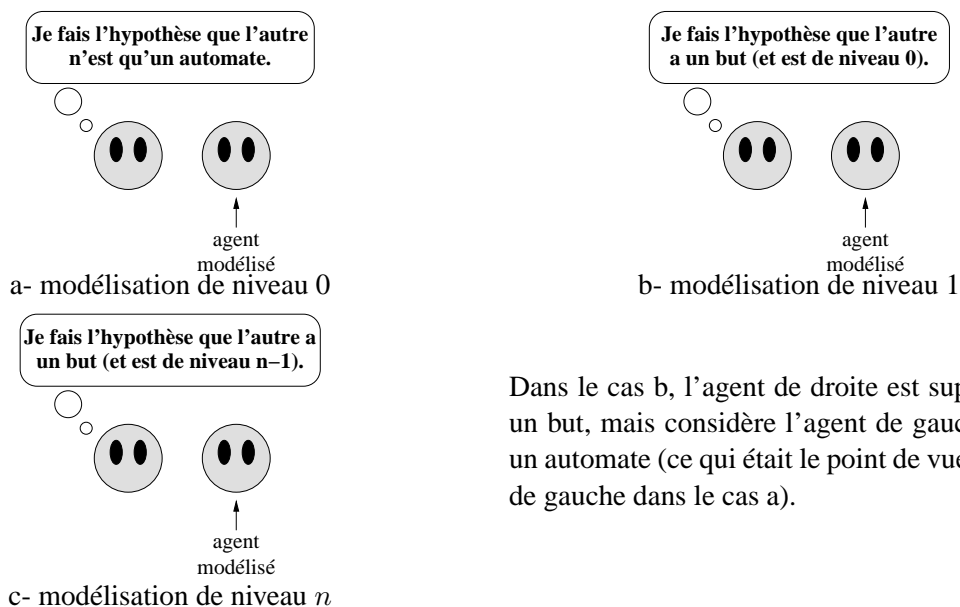 Je fais l'hypothèse que l'autre
n'est qu'un automate.
agent
modélisé
a- modélisation de niveau 0
Je fais l'hypothèse que l'autre
a un but (et est de niveau 0).
agent
modélisé
b- modélisation de niveau 1
Je fais l'hypothèse que l'autre a
un but (et est de niveau n−1).
agent
modélisé
c- modélisation de niveau n
Dans le cas b, l'agent de droite est
un but, mais considère l'agent de
un automate (ce qui était le point de vue
de gauche dans le cas a).